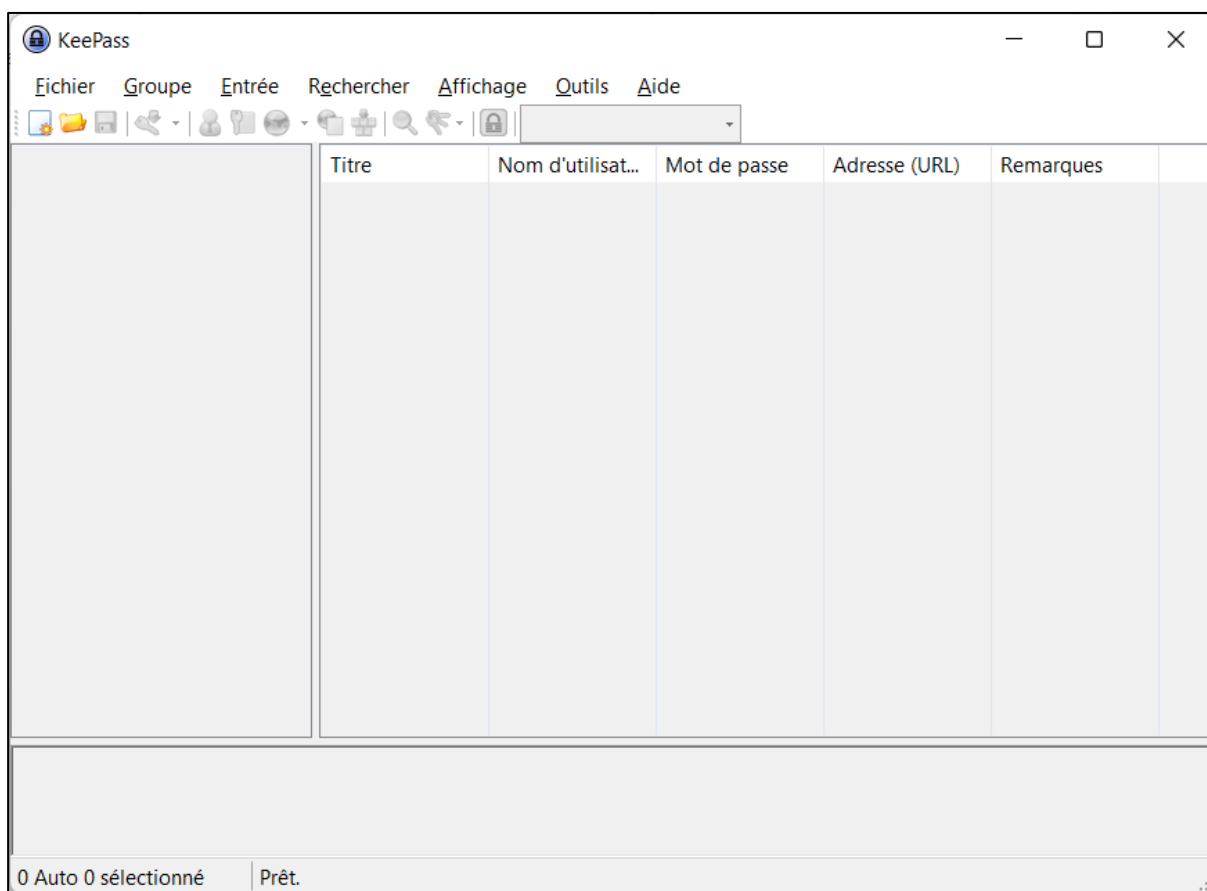 KeePass
Fichier Groupe Entrée Rechercher Affichage Outils Aide
Titre Nom d'utilisat... Mot de passe Adresse (URL) Remarques
0 Auto 0 sélectionné Prêt.